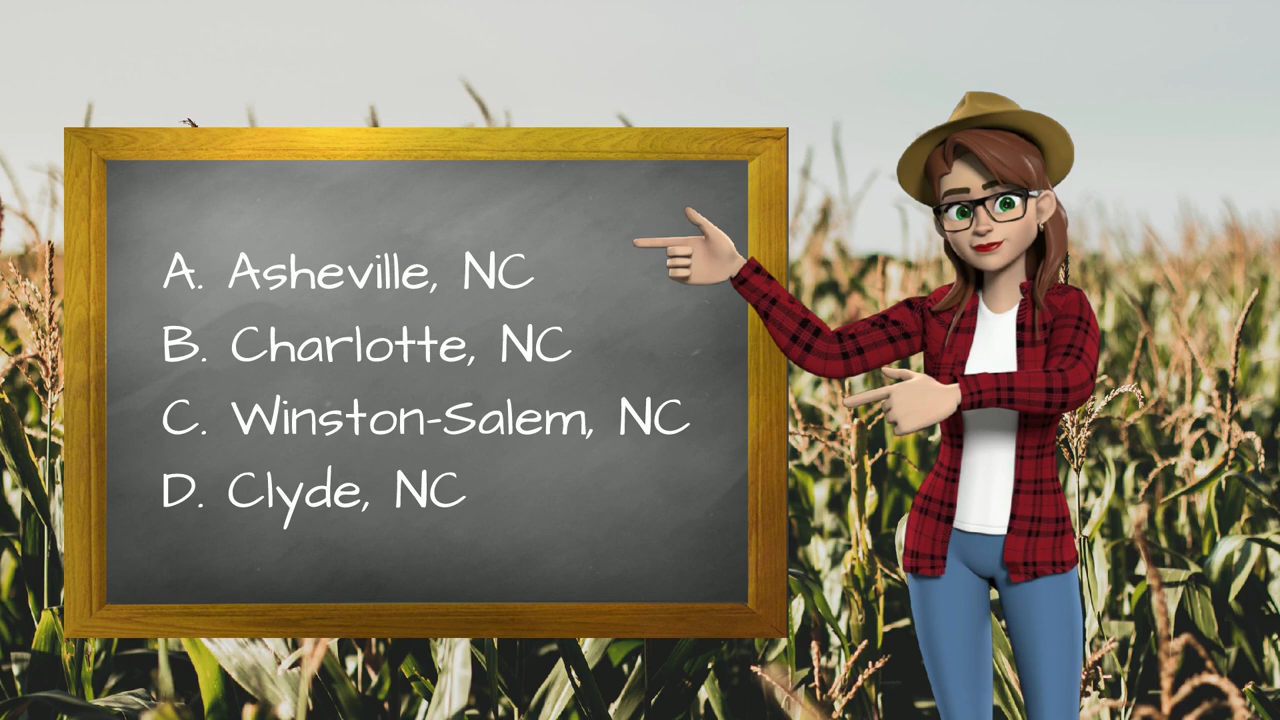 A. Asheville, NC
B. Charlotte, NC
C. Winston-Salem, NC
D. Clyde, NC